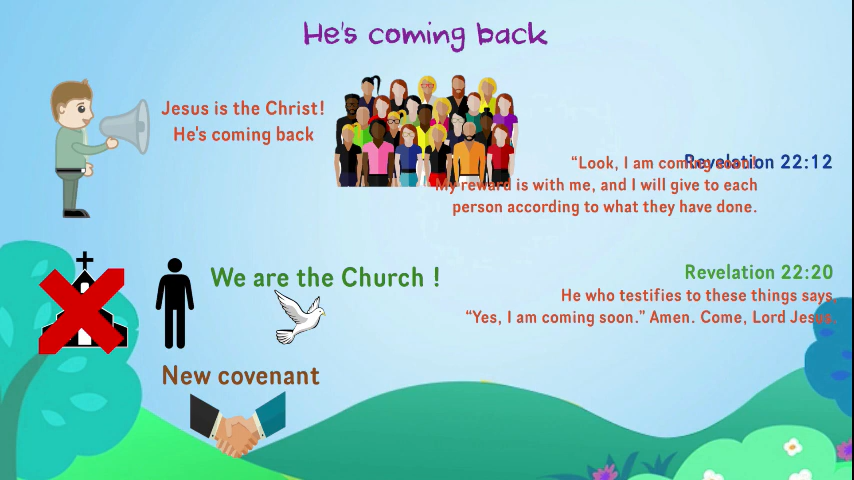 He's coming back
Jesus is the Christ!
He's coming back
Revelation 22:12
“Look, I am coming soon!
My reward is with me, and I will give to each
person according to what they have done.
We are the Church !
Revelation 22:20
He who testifies to these things says,
“Yes, I am coming soon.” Amen. Come, Lord Jesus.
New covenant